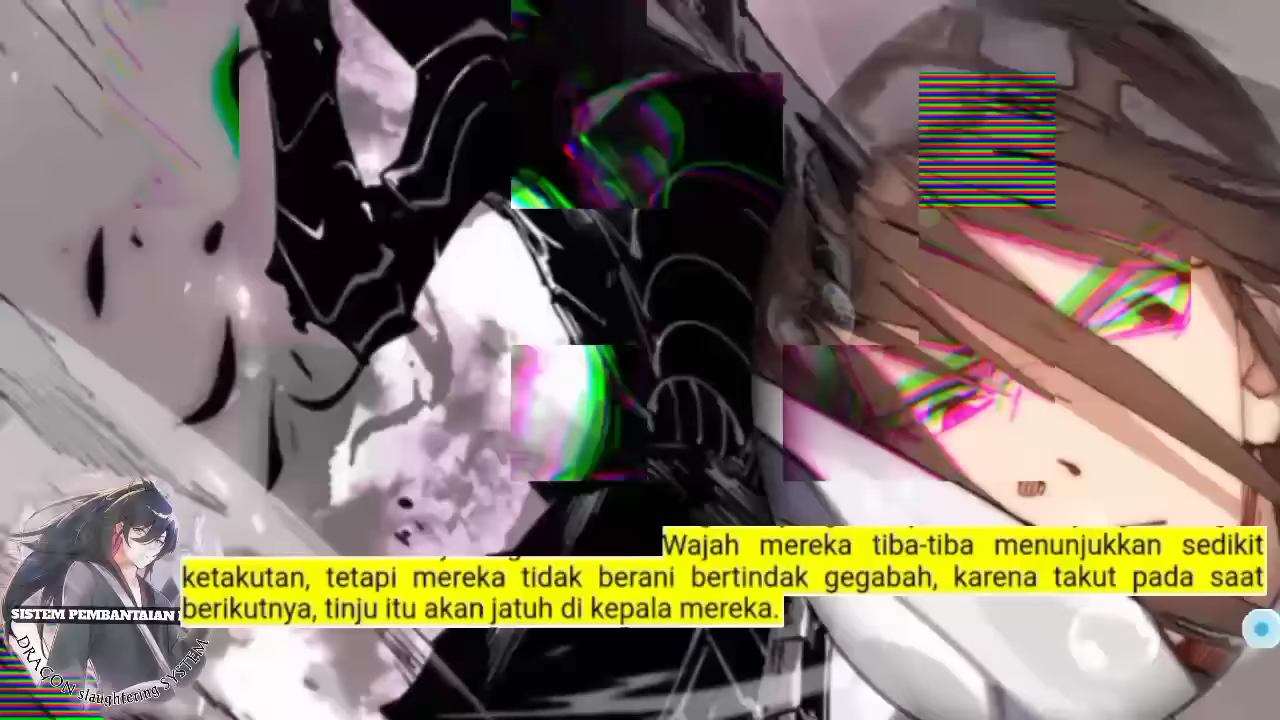 Wajah mereka tiba-tiba menunjukkan sedikit
ketakutan, tetapi mereka tidak berani bertindak gegabah, karena takut pada saat
berikutnya, tinju itu akan jatuh di kepala mereka.
SISTEM PEMBANTAIAN
DRAGON slaughtering SYSTEM